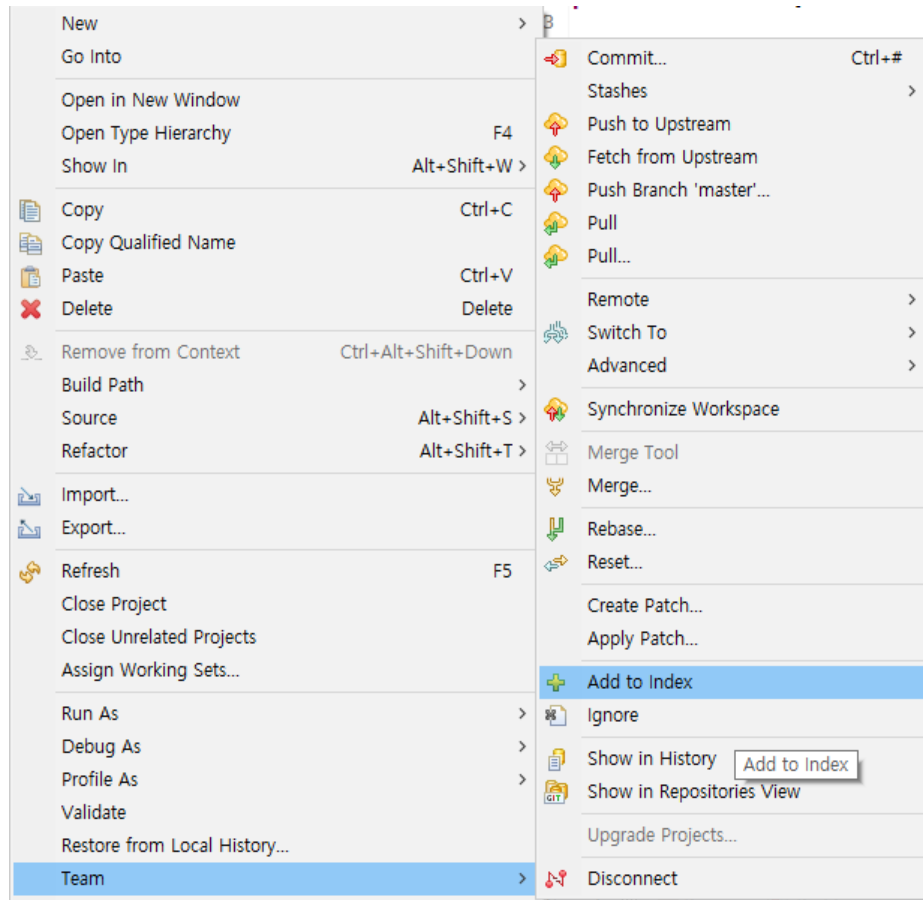 New >
Go Into
Open in New Window
Open Type Hierarchy F4
Show In Alt+Shift+W >
Copy Ctrl+C
Copy Qualified Name
Paste Ctrl+V
Delete Delete
Remove from Context Ctrl+Alt+Shift+Down
Build Path >
Source Alt+Shift+S >
Refactor Alt+Shift+T >
Import...
Export...
Refresh F5
Close Project
Close Unrelated Projects
Assign Working Sets...
Run As >
Debug As >
Profile As >
Validate
Restore from Local History...
Team >
Commit... Ctrl+#
Stashes >
Push to Upstream
Fetch from Upstream
Push Branch 'master'...
Pull
Pull...
Remote >
Switch To >
Advanced >
Synchronize Workspace
Merge Tool
Merge...
Rebase...
Reset...
Create Patch...
Apply Patch...
Add to Index
Ignore
Show in History
Add to Index
GIT Show in Repositories View
Upgrade Projects...
Disconnect